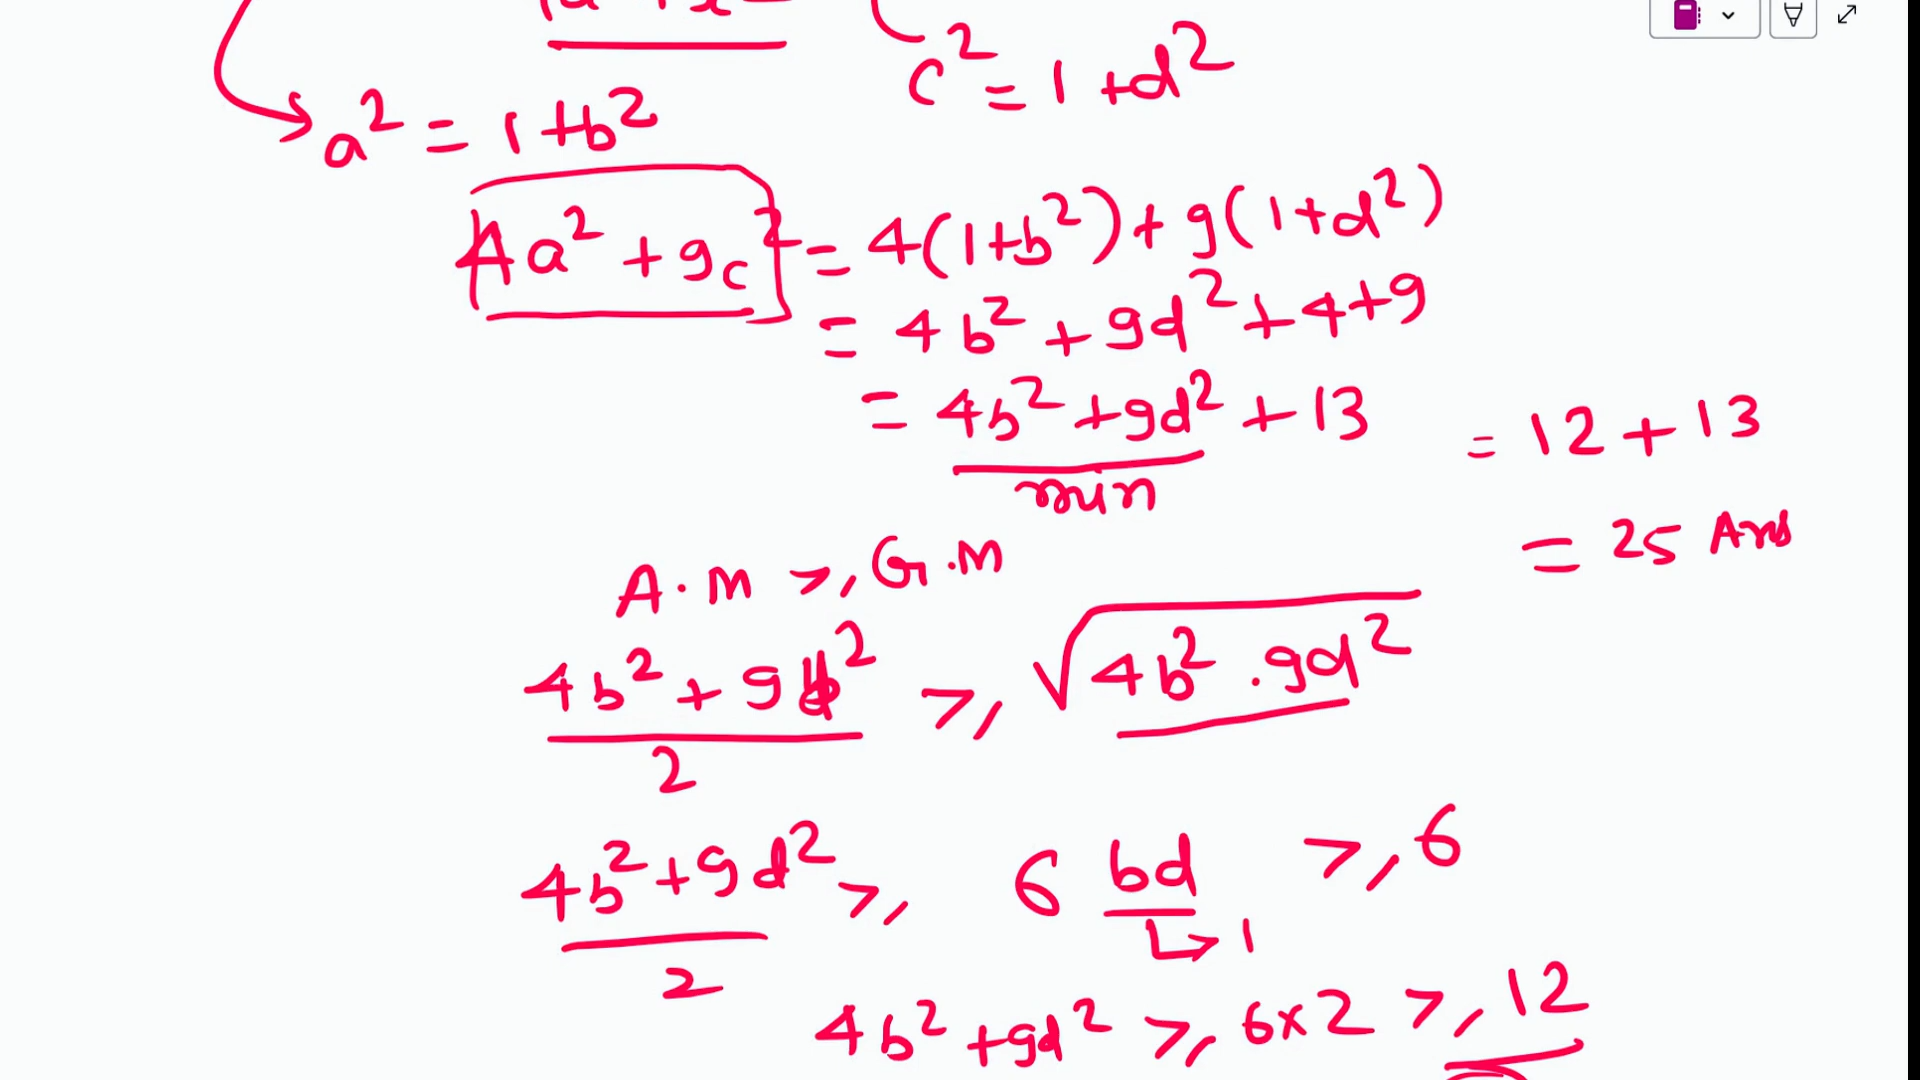 c² = 1 + d²
a² = 1 + b²
4a² + 9c² = 4(1+b²) + 9(1+d²)
= 4b² + 9d² + 4 + 9
= 4b² + 9d² + 13
min
= 12 + 13
= 25 Ans
A.M ≥ G.M
4b² + 9d² / 2 ≥ √4b² . 9d²
4b² + 9d² / 2 ≥ 6 bd ≥ 6
↳ 1
4b² + 9d² ≥ 6×2 ≥ 12